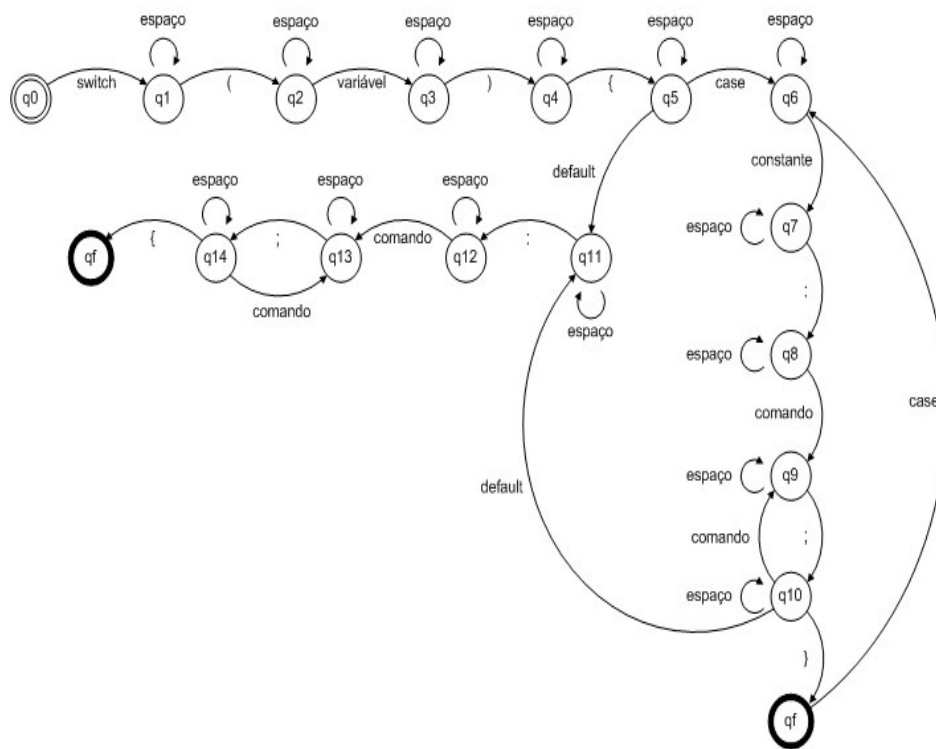 espaço espaço espaço espaço espaço espaço
switch ( variável ) { case
q0 q1 q2 q3 q4 q5 q6
default constante
espaço espaço espaço
{ ; comando : espaço q7
qf q14 q13 q12 q11
comando espaço :
espaço q8
comando
case
espaço q9
default
comando ;
espaço q10
}
qf